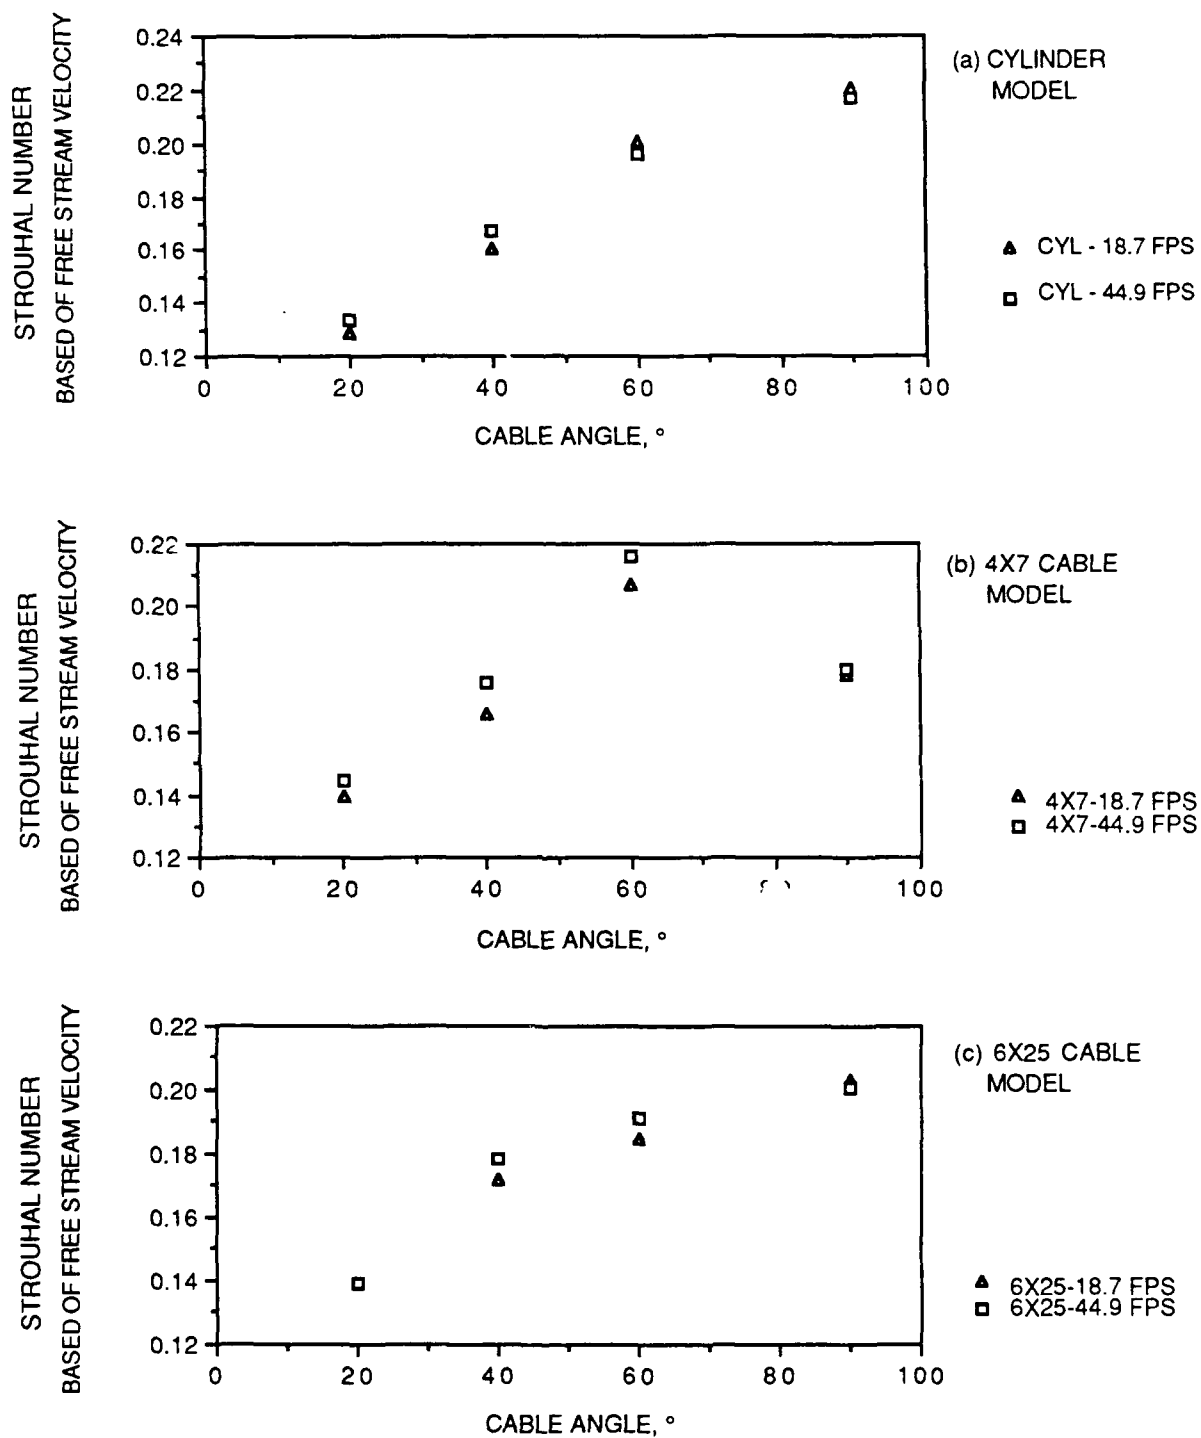 STROUHAL NUMBER
BASED OF FREE STREAM VELOCITY
0.24
0.22
0.20
0.18
0.16
0.14
0.12
0 20 40 60 80 100
CABLE ANGLE, °
(a) CYLINDER
MODEL
CYL - 18.7 FPS
CYL - 44.9 FPS
STROUHAL NUMBER
BASED OF FREE STREAM VELOCITY
0.22
0.20
0.18
0.16
0.14
0.12
0 20 40 60 100
CABLE ANGLE, °
(b) 4X7 CABLE
MODEL
4X7-18.7 FPS
4X7-44.9 FPS
STROUHAL NUMBER
BASED OF FREE STREAM VELOCITY
0.22
0.20
0.18
0.16
0.14
0.12
0 20 40 60 80 100
CABLE ANGLE, °
(c) 6X25 CABLE
MODEL
6X25-18.7 FPS
6X25-44.9 FPS